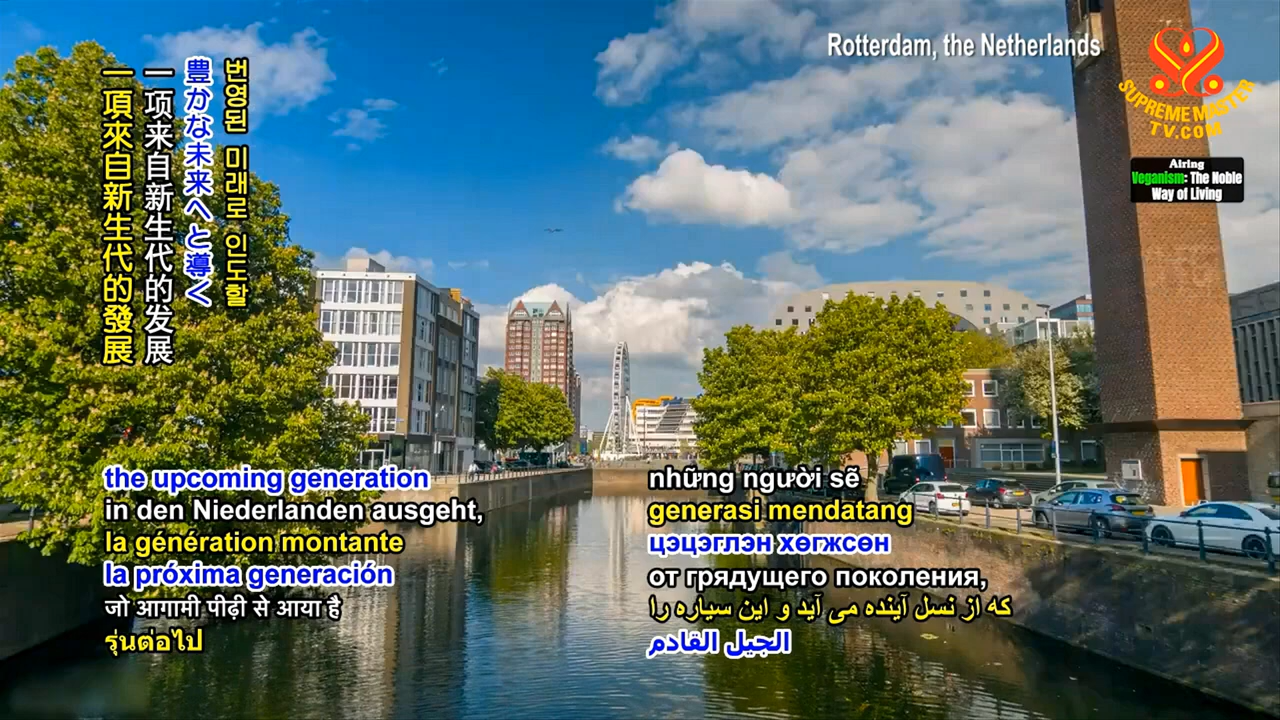 Rotterdam, the Netherlands
SUPREME MASTER
TV.COM
Airing
Veganism: The Noble
Way of Living
번영된 미래로 인도할
豊かな未来へと導く
一项来自新生代的发展
一項來自新生代的發展
the upcoming generation
in den Niederlanden ausgeht,
la génération montante
la próxima generación
जो आगामी पीढ़ी से आया है
รุ่นต่อไป
những người sẽ
generasi mendatang
цэцэглэн хөгжсөн
от грядущего поколения,
که از نسل آینده می آید و این سیاره را
الجيل القادم